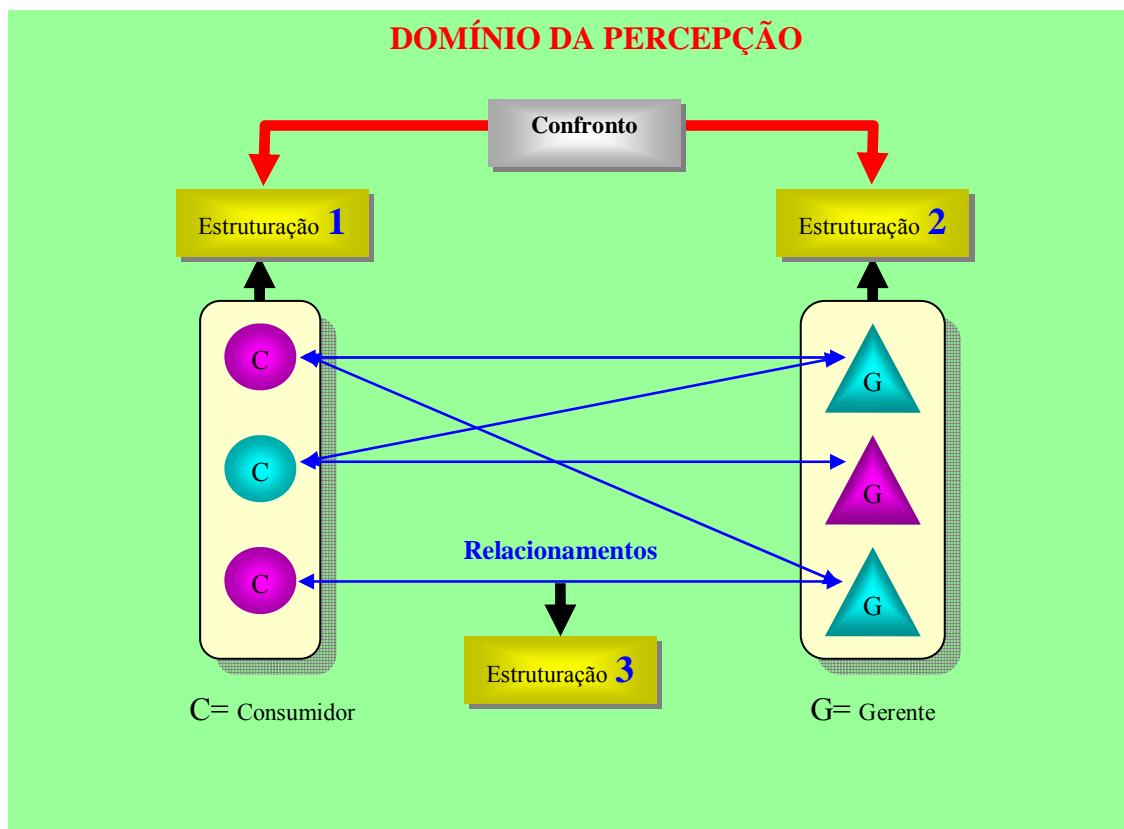 DOMÍNIO DA PERCEPÇÃO
Confronto
Estruturação 1
Estruturação 2
C
G
C
G
Relacionamentos
C
G
Estruturação 3
C= Consumidor
G= Gerente